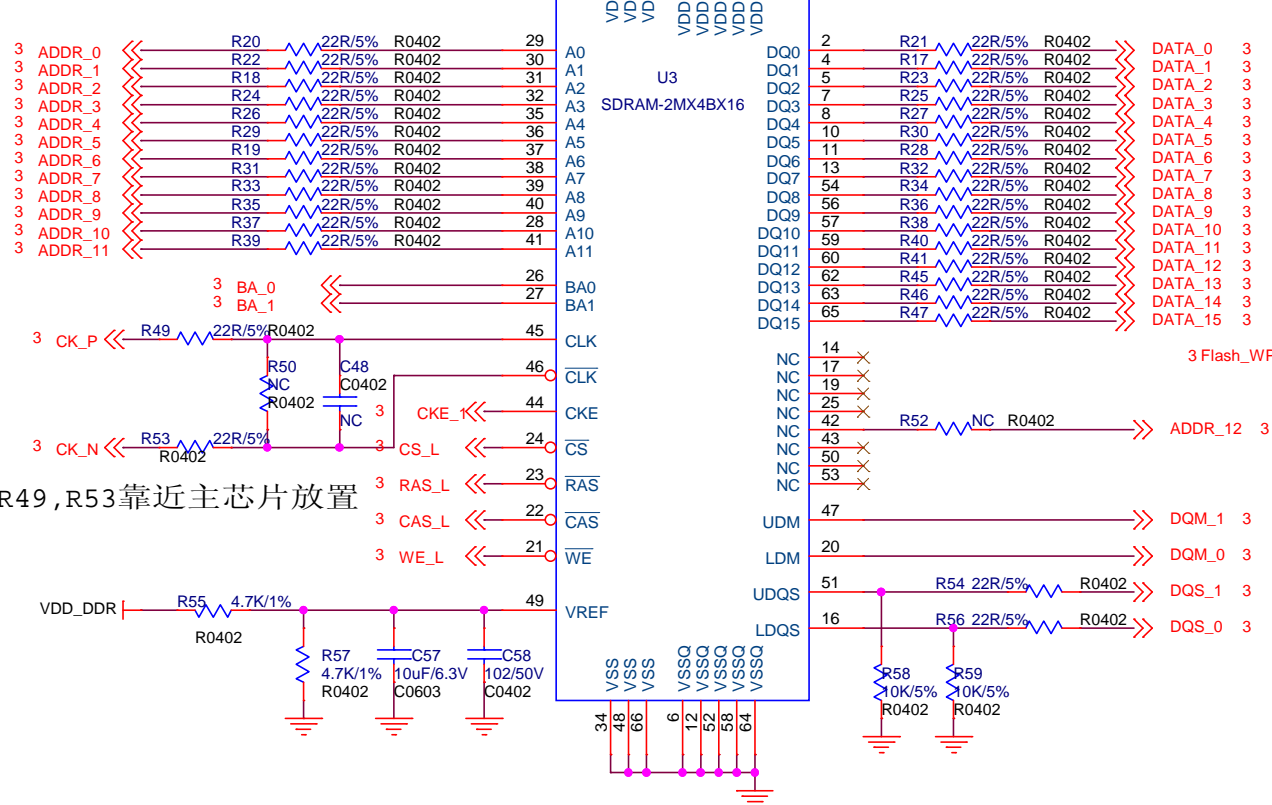 VD VD VD VDD VDD VDD VDD VDD
U3
SDRAM-2MX4BX16
3 ADDR_0 R20 22R/5% R0402 29 A0
3 ADDR_1 R22 22R/5% R0402 30 A1
3 ADDR_2 R18 22R/5% R0402 31 A2
3 ADDR_3 R24 22R/5% R0402 32 A3
3 ADDR_4 R26 22R/5% R0402 35 A4
3 ADDR_5 R29 22R/5% R0402 36 A5
3 ADDR_6 R19 22R/5% R0402 37 A6
3 ADDR_7 R31 22R/5% R0402 38 A7
3 ADDR_8 R33 22R/5% R0402 39 A8
3 ADDR_9 R35 22R/5% R0402 40 A9
3 ADDR_10 R37 22R/5% R0402 28 A10
3 ADDR_11 R39 22R/5% R0402 41 A11
3 BA_0 26 BA0
3 BA_1 27 BA1
3 CK_P R49 22R/5% R0402 45 CLK
R50 NC R0402
C48 C0402 NC
46 CLK
3 CKE_1 44 CKE
3 CK_N R53 22R/5% R0402
3 CS_L 24 CS
R49,R53靠近主芯片放置
3 RAS_L 23 RAS
3 CAS_L 22 CAS
3 WE_L 21 WE
VDD_DDR R55 4.7K/1% R0402 49 VREF
R57 4.7K/1% R0402
C57 10uF/6.3V C0603
C58 102/50V C0402
DQ0 2 R21 22R/5% R0402 DATA_0 3
DQ1 4 R17 22R/5% R0402 DATA_1 3
DQ2 5 R23 22R/5% R0402 DATA_2 3
DQ3 7 R25 22R/5% R0402 DATA_3 3
DQ4 8 R27 22R/5% R0402 DATA_4 3
DQ5 10 R30 22R/5% R0402 DATA_5 3
DQ6 11 R28 22R/5% R0402 DATA_6 3
DQ7 13 R32 22R/5% R0402 DATA_7 3
DQ8 54 R34 22R/5% R0402 DATA_8 3
DQ9 56 R36 22R/5% R0402 DATA_9 3
DQ10 57 R38 22R/5% R0402 DATA_10 3
DQ11 59 R40 22R/5% R0402 DATA_11 3
DQ12 60 R41 22R/5% R0402 DATA_12 3
DQ13 62 R45 22R/5% R0402 DATA_13 3
DQ14 63 R46 22R/5% R0402 DATA_14 3
DQ15 65 R47 22R/5% R0402 DATA_15 3
NC 14
3 Flash_WP
NC 17
NC 19
NC 25
NC 42 R52 NC R0402 ADDR_12 3
NC 43
NC 50
NC 53
UDM 47 DQM_1 3
LDM 20 DQM_0 3
UDQS 51 R54 22R/5% R0402 DQS_1 3
LDQS 16 R56 22R/5% R0402 DQS_0 3
R58 10K/5% R0402
R59 10K/5% R0402
VSS VSS VSS VSSQ VSSQ VSSQ VSSQ VSSQ
34 48 66 6 12 52 58 64